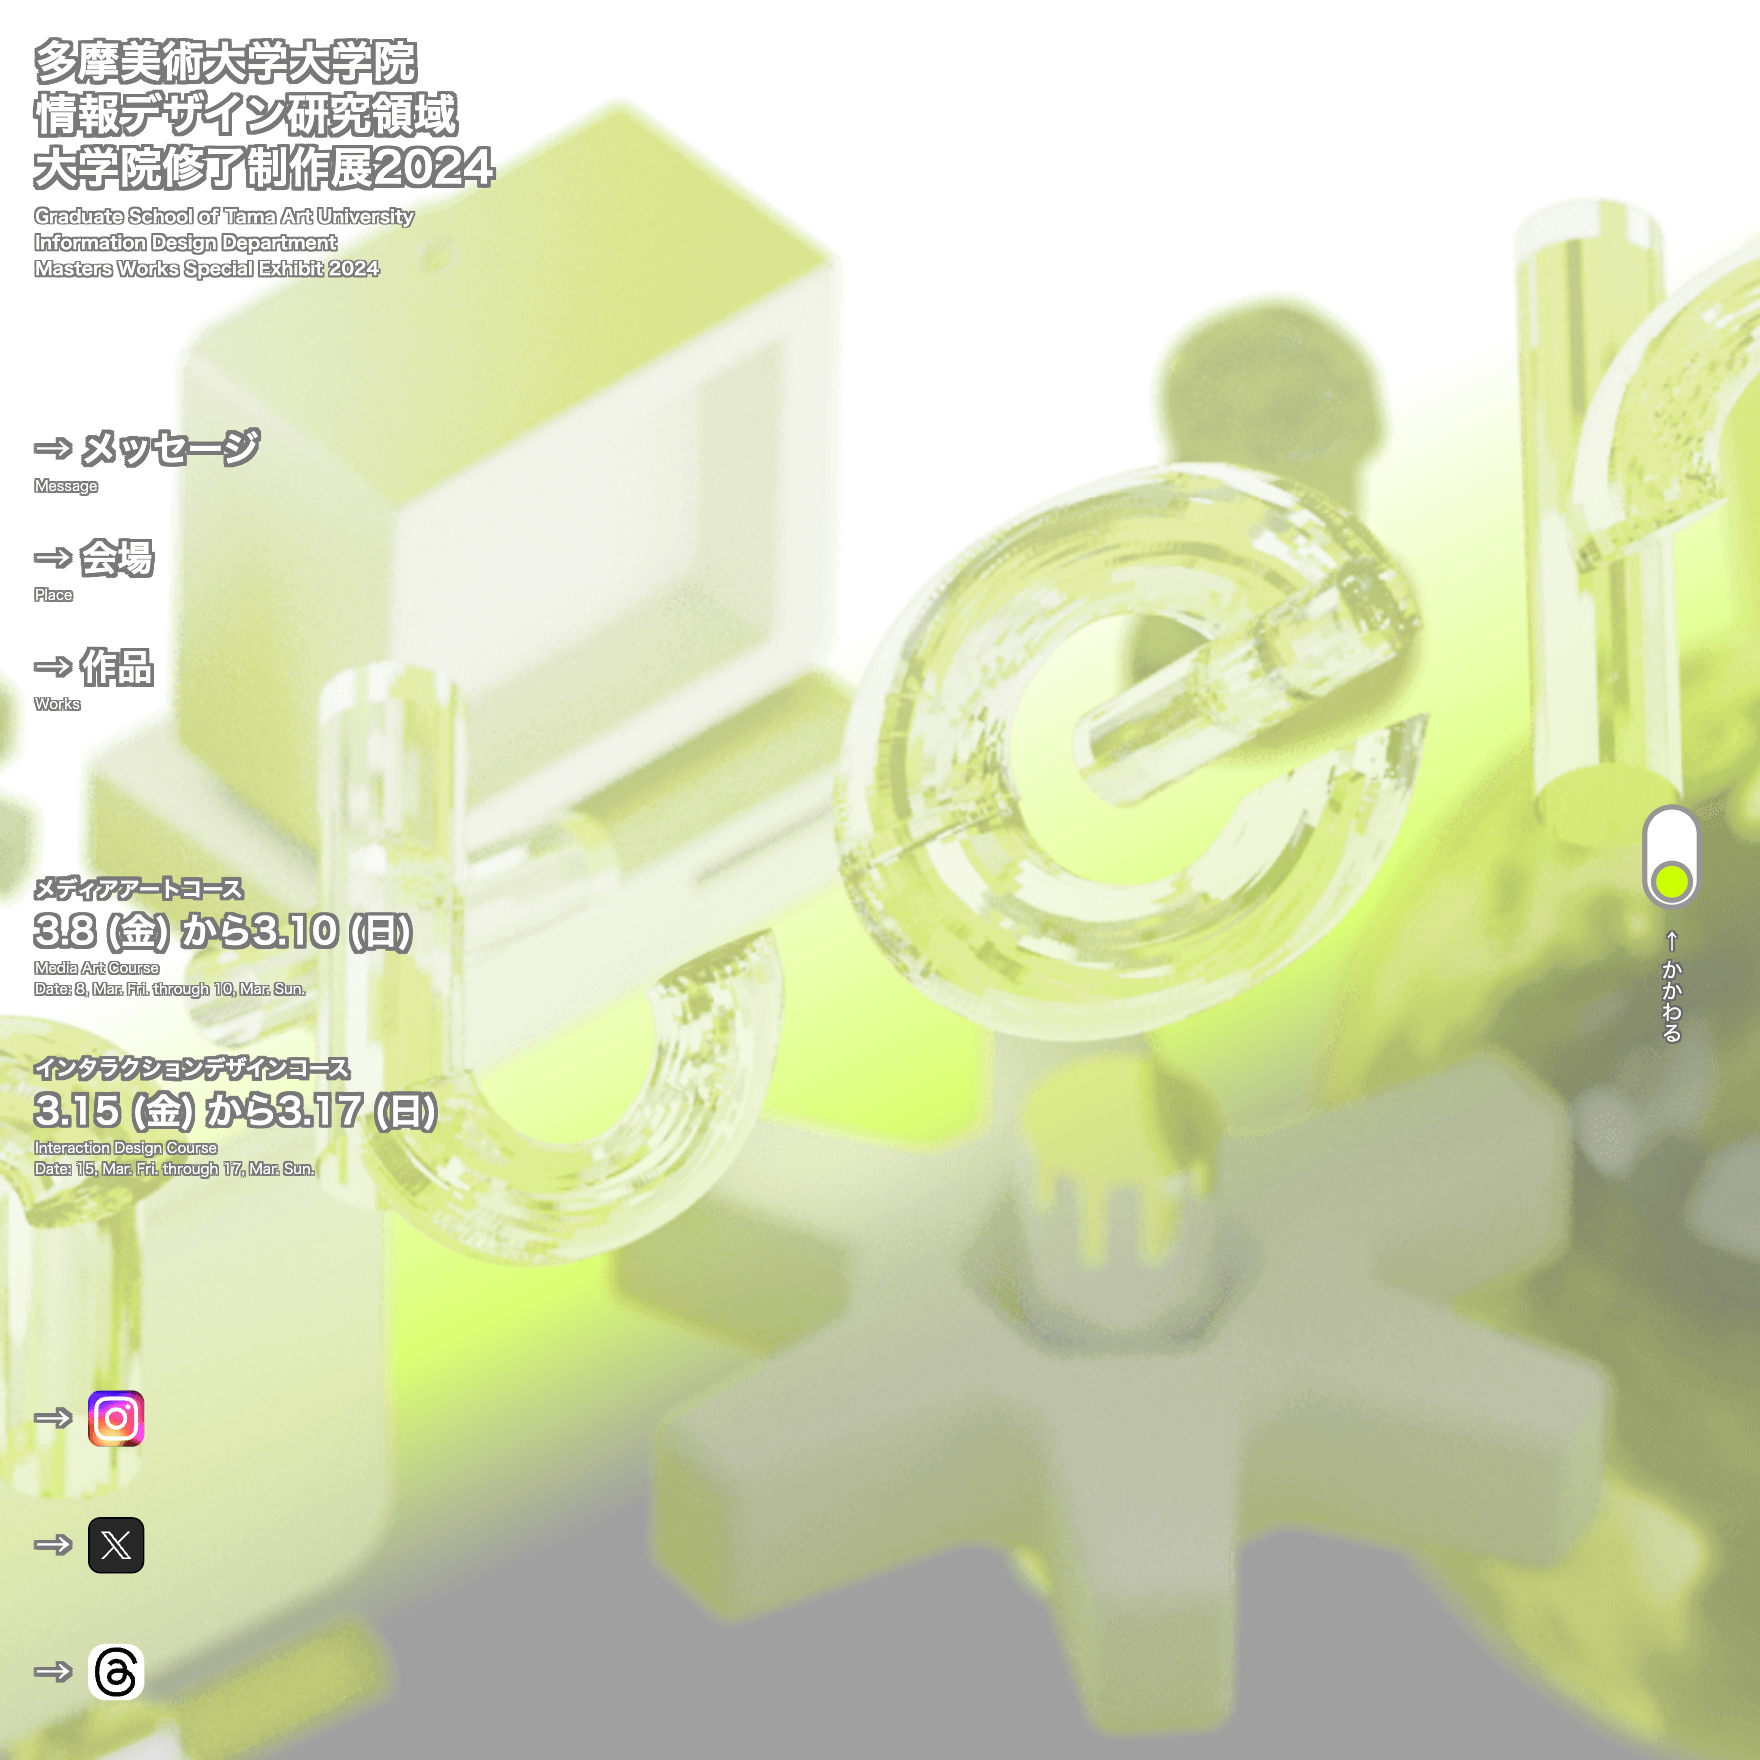 多摩美術大学大学院
情報デザイン研究領域
大学院修了制作展2024
Graduate School of Tama Art University
Information Design Department
Masters Works Special Exhibit 2024
→ メッセージ
Message
→ 会場
Place
→ 作品
Works
メディアアートコース
3.8 (金) から3.10 (日)
Media Art Course
Date: 8, Mar. Fri. through 10, Mar. Sun.
インタラクションデザインコース
3.15 (金) から3.17 (日)
Interaction Design Course
Date: 15, Mar. Fri. through 17, Mar. Sun.
→
→ X
→
↑ かかわる